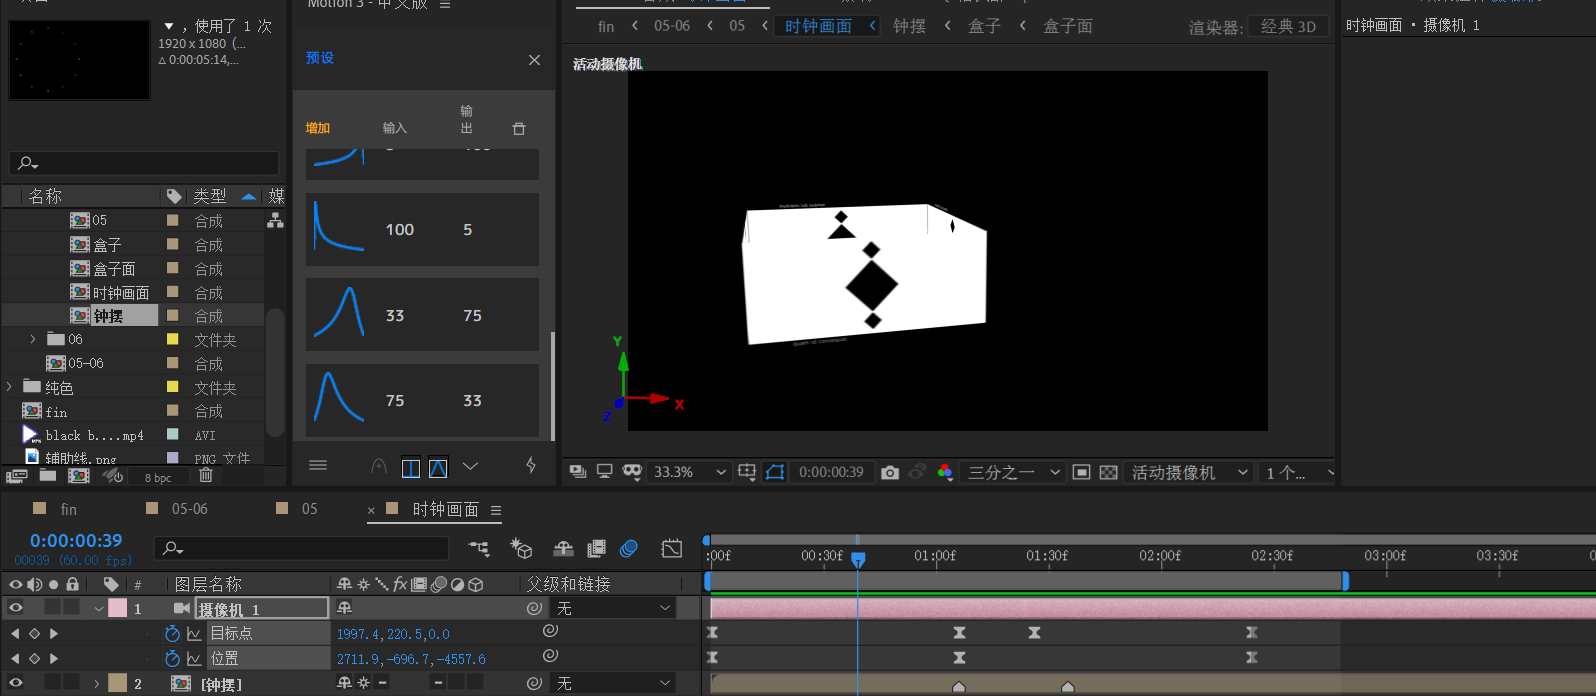 Motion 3 - 中文版
, 使用了 1 次
1920 x 1080 (...
Δ 0:00:05:14,...
名称 类型 媒
05 合成
盒子 合成
盒子面 合成
时钟画面 合成
钟摆 合成
06 文件夹
05-06 合成
纯色 文件夹
fin 合成
black b....mp4 AVI
辅助线.png PNG 文件
8 bpc
预设
增加 输入 输出
100 5
33 75
75 33
fin 05-06 05 时钟画面 钟摆 盒子 盒子面 渲染器: 经典 3D
活动摄像机
Y
X
Z
33.3% 0:00:00:39 三分之一 活动摄像机 1 个...
时钟画面 · 摄像机 1
fin 05-06 05 × 时钟画面
0:00:00:39
00039 (60.00 fps)
:00f 00:30f 01:00f 01:30f 02:00f 02:30f 03:00f 03:30f
# 图层名称 fx 父级和链接
1 摄像机 1 无
目标点 1997.4,220.5,0.0
位置 2711.9,-696.7,-4557.6
2 [钟摆] 无